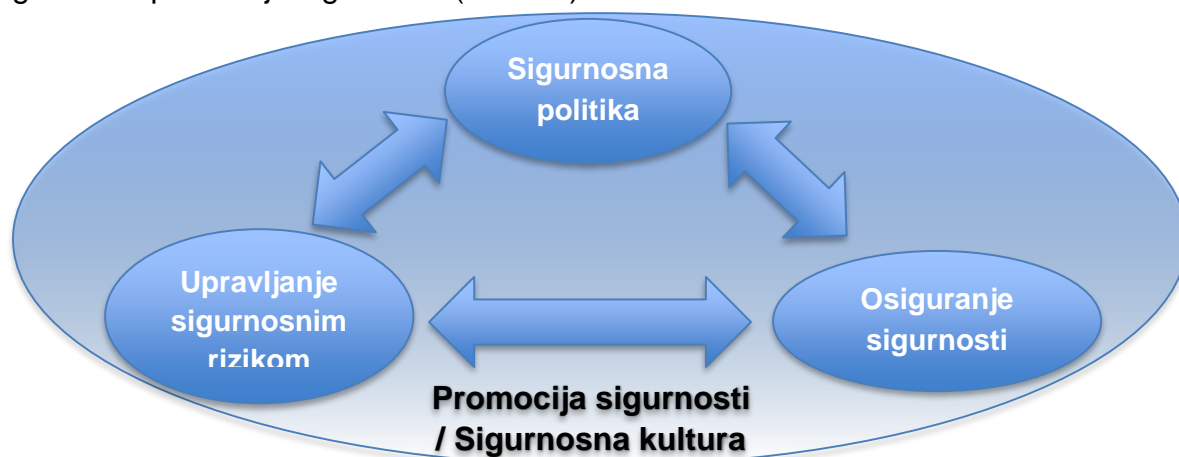 Sigurnosna
politika
Upravljanje
sigurnosnim
rizikom
Osiguranje
sigurnosti
Promocija sigurnosti
/ Sigurnosna kultura